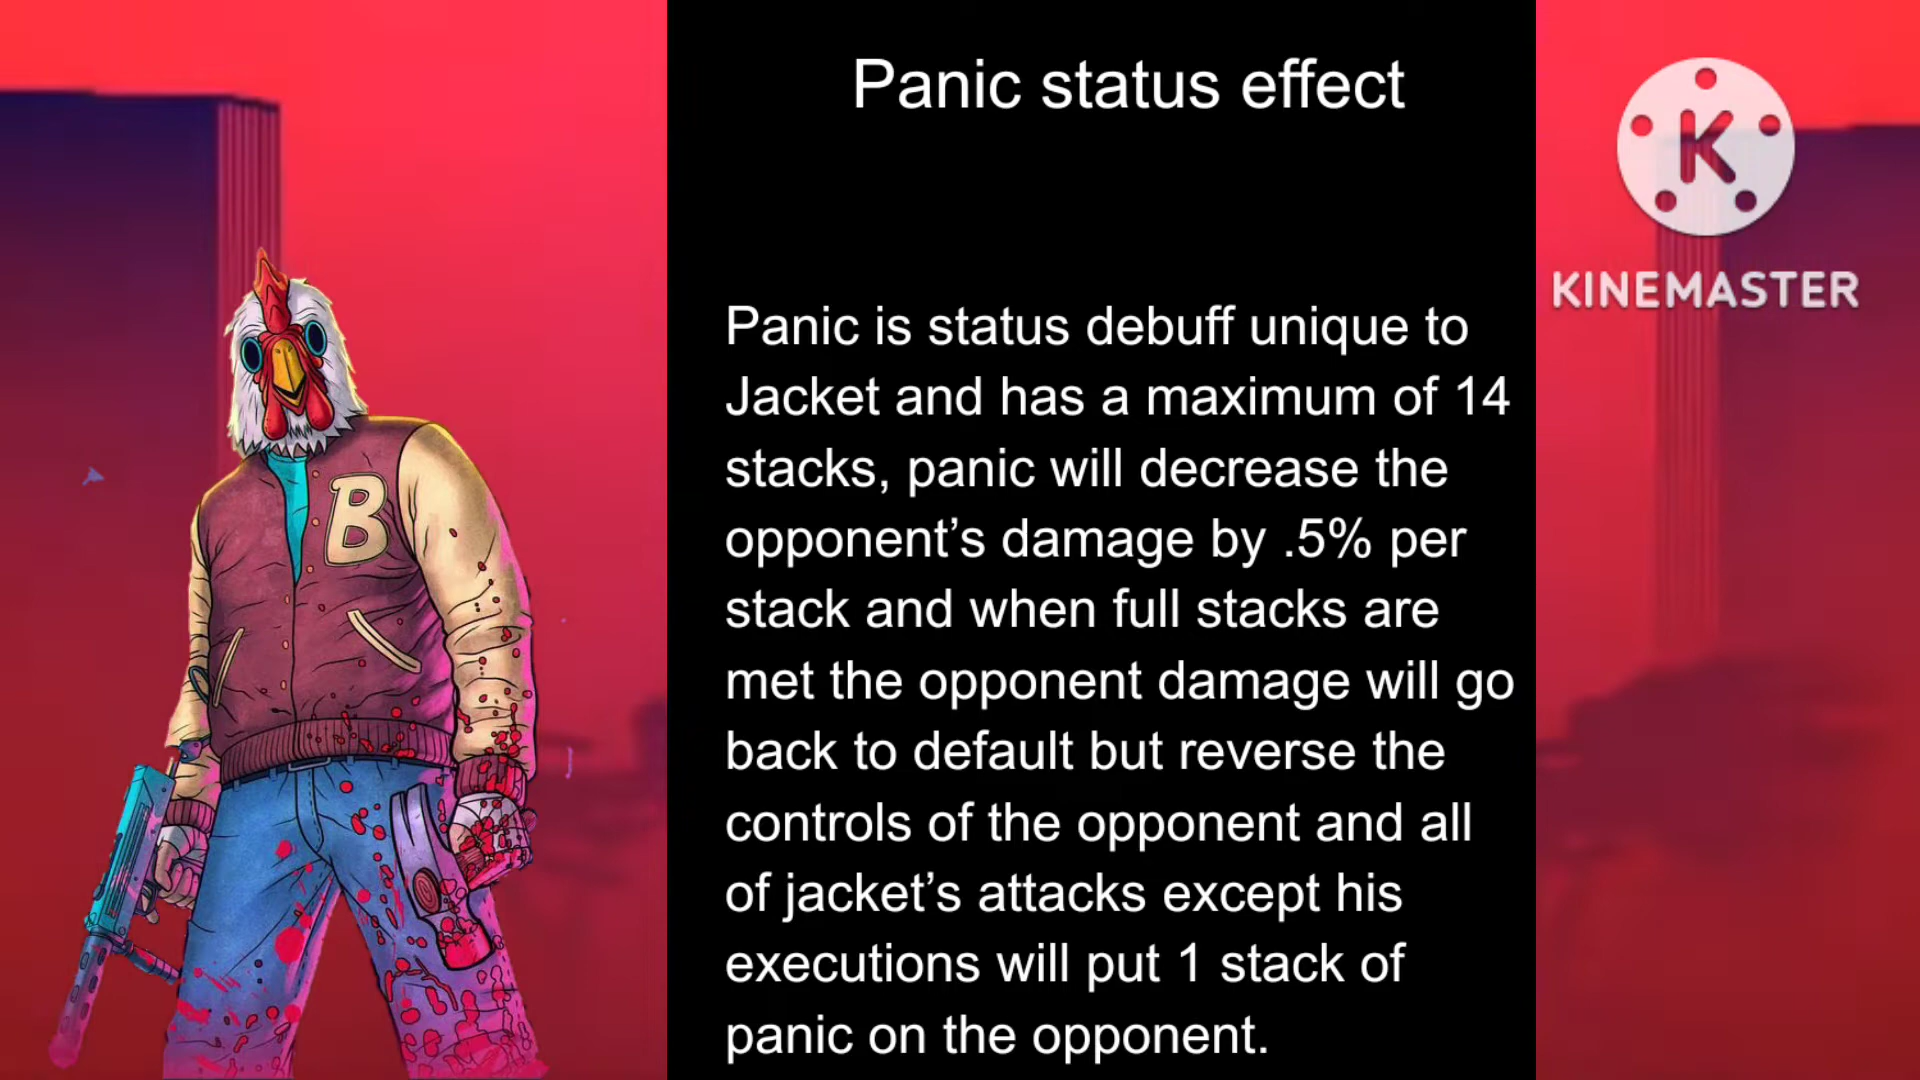 Panic status effect
K
KINEMASTER
Panic is status debuff unique to
Jacket and has a maximum of 14
stacks, panic will decrease the
opponent’s damage by .5% per
stack and when full stacks are
met the opponent damage will go
back to default but reverse the
controls of the opponent and all
of jacket’s attacks except his
executions will put 1 stack of
panic on the opponent.
B